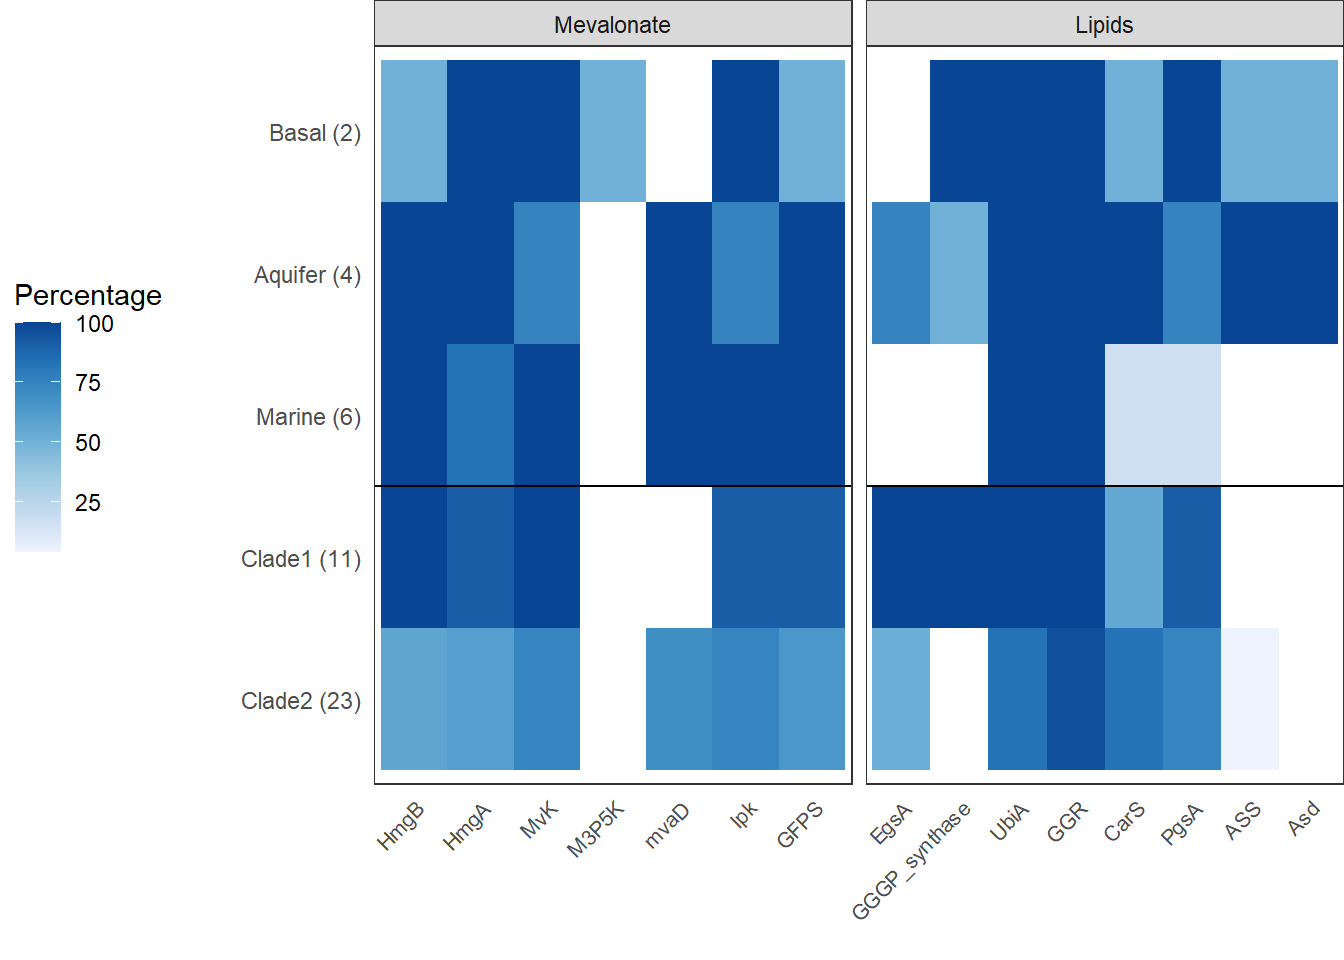 Mevalonate
Lipids
Basal (2)
Aquifer (4)
Marine (6)
Clade1 (11)
Clade2 (23)
Percentage
100
75
50
25
HmgB
HmgA
MvK
M3P5K
mvaD
Ipk
GFPS
EgsA
GGGP_synthase
UbiA
GGR
CarS
PgsA
ASS
Asd